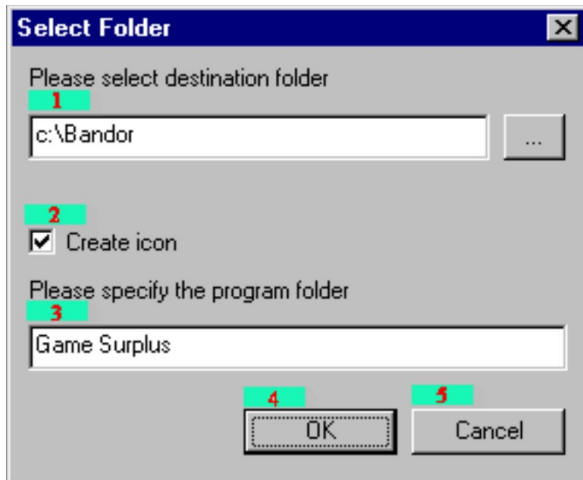 Select Folder
Please select destination folder
1
c:\Bandor
...
2
Create icon
Please specify the program folder
3
Game Surplus
4 5
OK Cancel